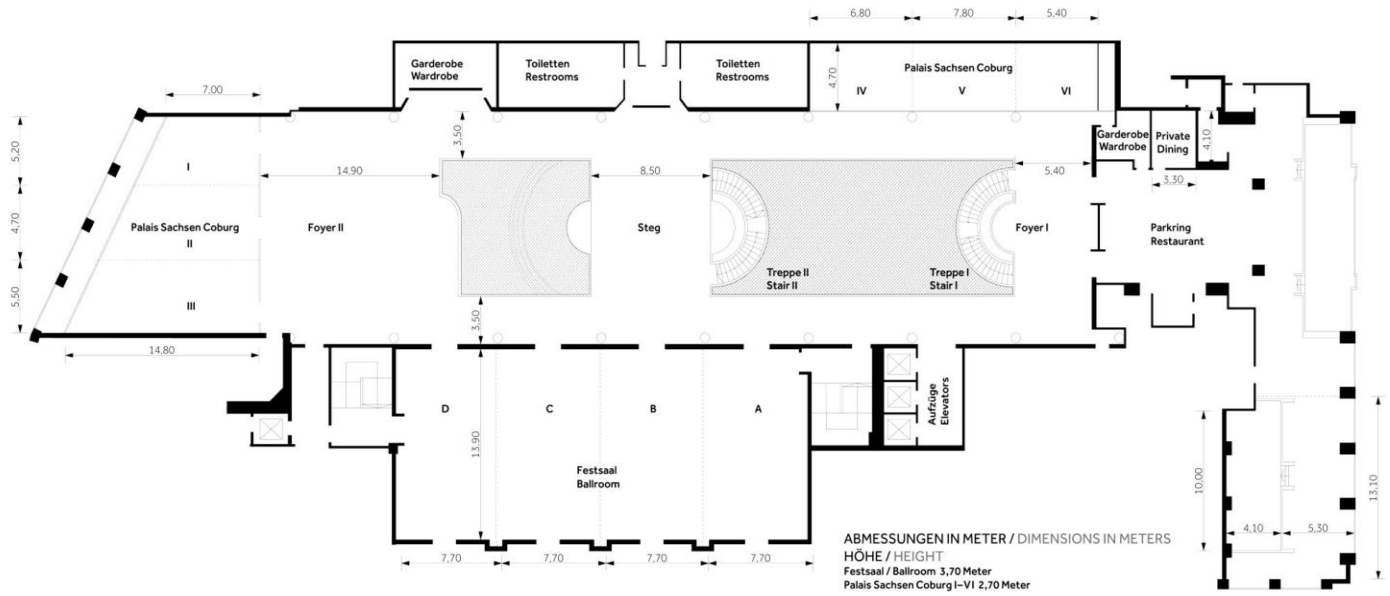 6.80
7.80
5.40
Garderobe
Wardrobe
Toiletten
Restrooms
Toiletten
Restrooms
4.70
Palais Sachsen Coburg
IV
V
VI
7,00
3,50
Garderobe
Wardrobe
Private
Dining
4.10
5,20
I
14,90
8,50
5,40
3,30
4,70
Palais Sachsen Coburg
II
Foyer II
Steg
Foyer I
Parkring
Restaurant
Treppe II
Stair II
Treppe I
Stair I
5,50
III
3,50
14,80
D
C
B
A
Aufzüge
Elevators
13.90
Festsaal
Ballroom
10,00
13,10
4,10
5,30
7,70
7,70
7,70
7,70
ABMESSUNGEN IN METER / DIMENSIONS IN METERS
HÖHE / HEIGHT
Festsaal / Ballroom 3,70 Meter
Palais Sachsen Coburg I–VI 2,70 Meter